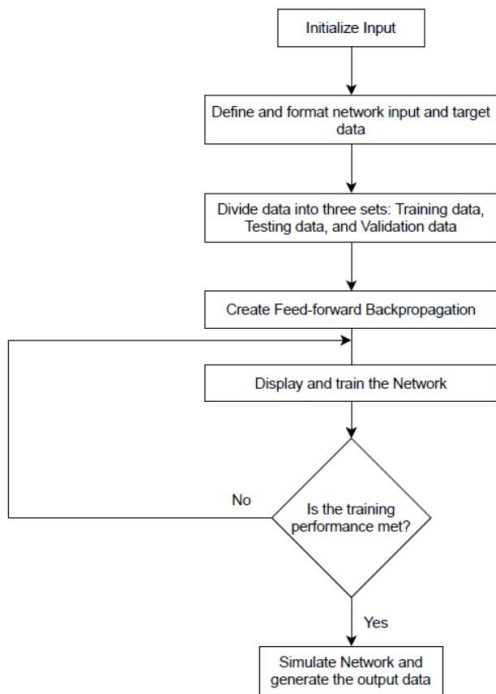 Initialize Input
Define and format network input and target
data
Divide data into three sets: Training data,
Testing data, and Validation data
Create Feed-forward Backpropagation
Display and train the Network
No
Is the training
performance met?
Yes
Simulate Network and
generate the output data